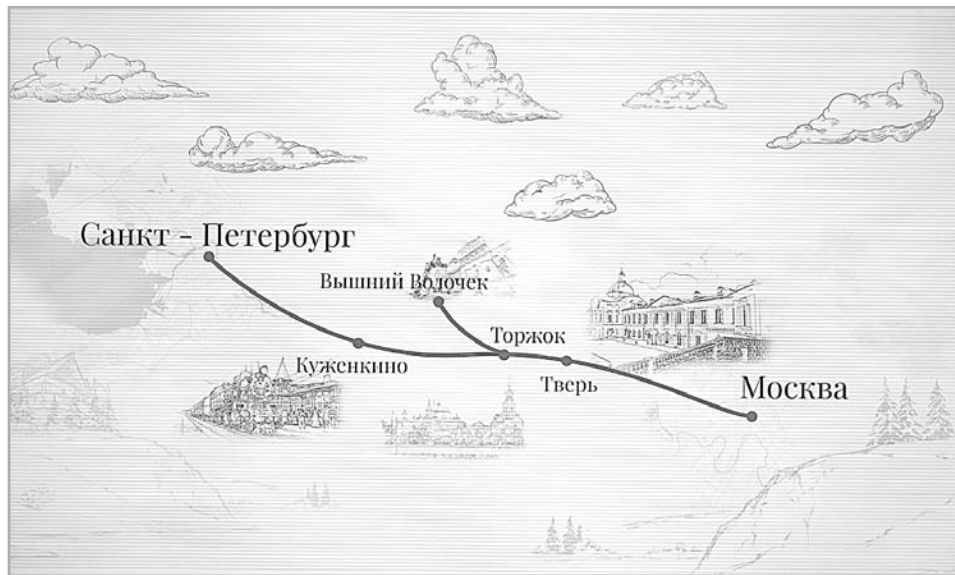 Санкт - Петербург
Вышний Волочек
Торжок
Куженкино
Тверь
Москва